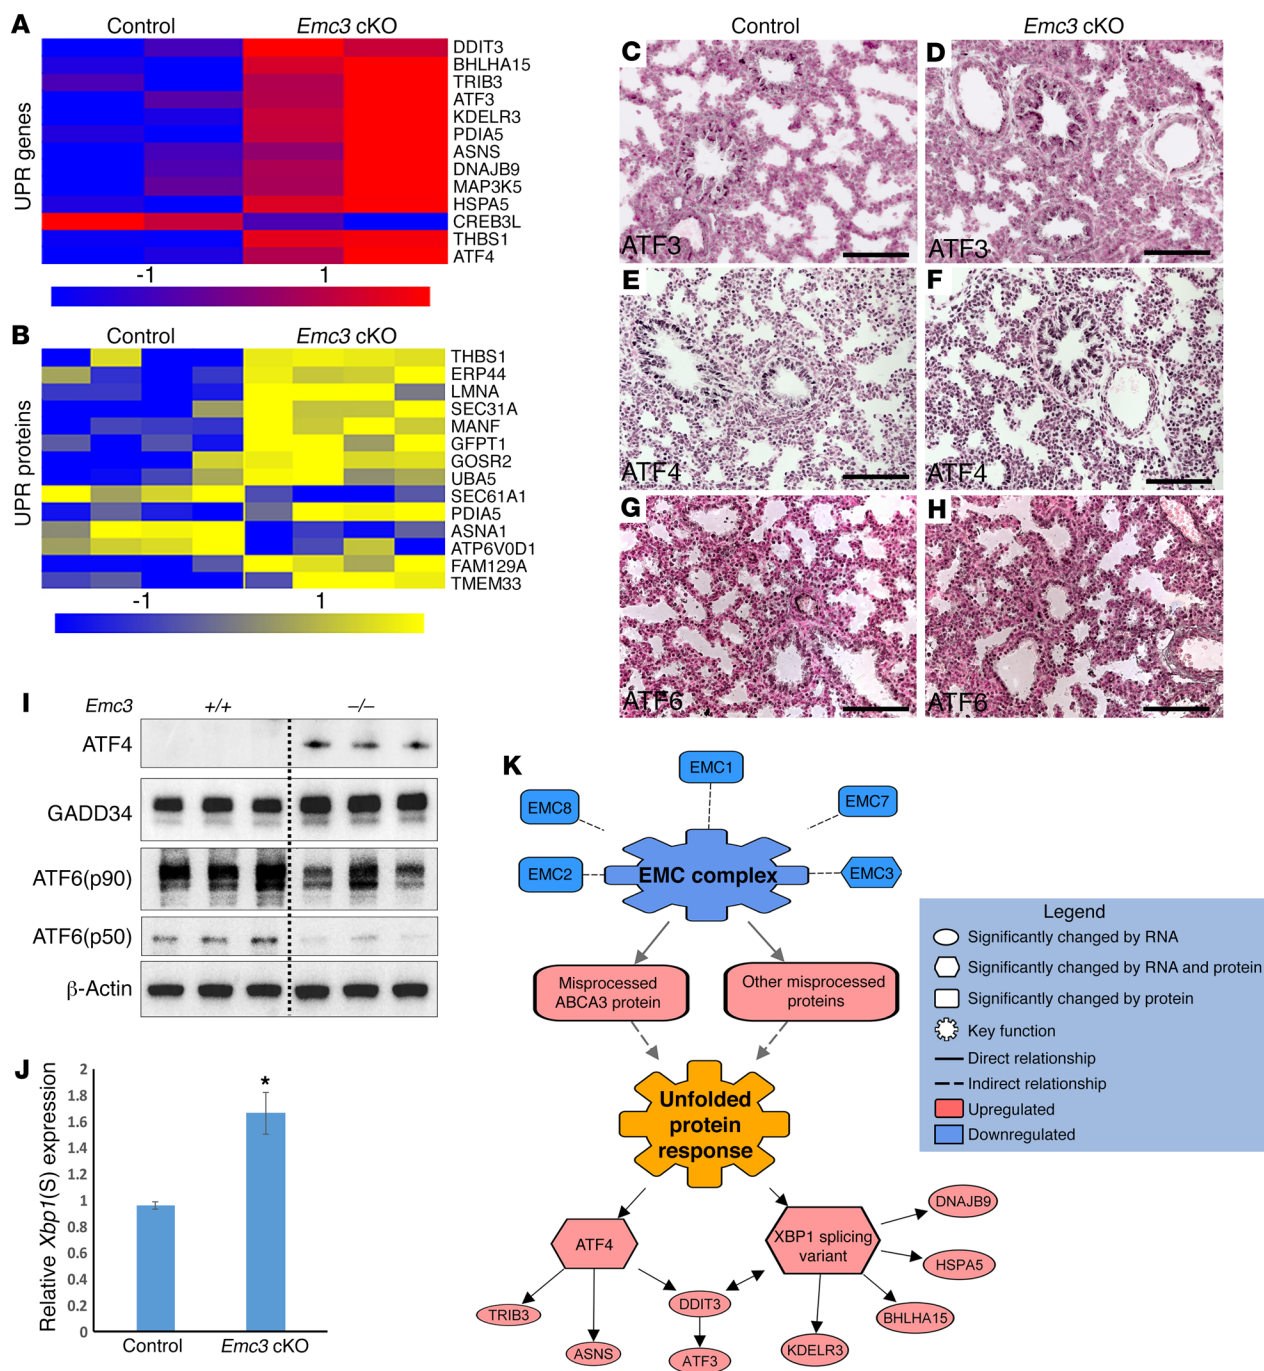 A
Control
Emc3 cKO
UPR genes
DDIT3
BHLHA15
TRIB3
ATF3
KDELR3
PDIA5
ASNS
DNAJB9
MAP3K5
HSPA5
CREB3L
THBS1
ATF4
-1
1
B
Control
Emc3 cKO
UPR proteins
THBS1
ERP44
LMNA
SEC31A
MANF
GFPT1
GOSR2
UBA5
SEC61A1
PDIA5
ASNA1
ATP6V0D1
FAM129A
TMEM33
-1
1
Control
Emc3 cKO
C
ATF3
D
ATF3
E
ATF4
F
ATF4
G
ATF6
H
ATF6
I
Emc3
+/+
–/–
ATF4
GADD34
ATF6(p90)
ATF6(p50)
β-Actin
J
Relative Xbp1(S) expression
2
1.8
1.6
1.4
1.2
1
0.8
0.6
0.4
0.2
0
*
Control
Emc3 cKO
K
EMC1
EMC8
EMC7
EMC2
EMC complex
EMC3
Misprocessed
ABCA3 protein
Other misprocessed
proteins
Unfolded
protein
response
ATF4
XBP1 splicing
variant
DNAJB9
HSPA5
BHLHA15
KDELR3
DDIT3
ATF3
ASNS
TRIB3
Legend
Significantly changed by RNA
Significantly changed by RNA and protein
Significantly changed by protein
Key function
Direct relationship
Indirect relationship
Upregulated
Downregulated